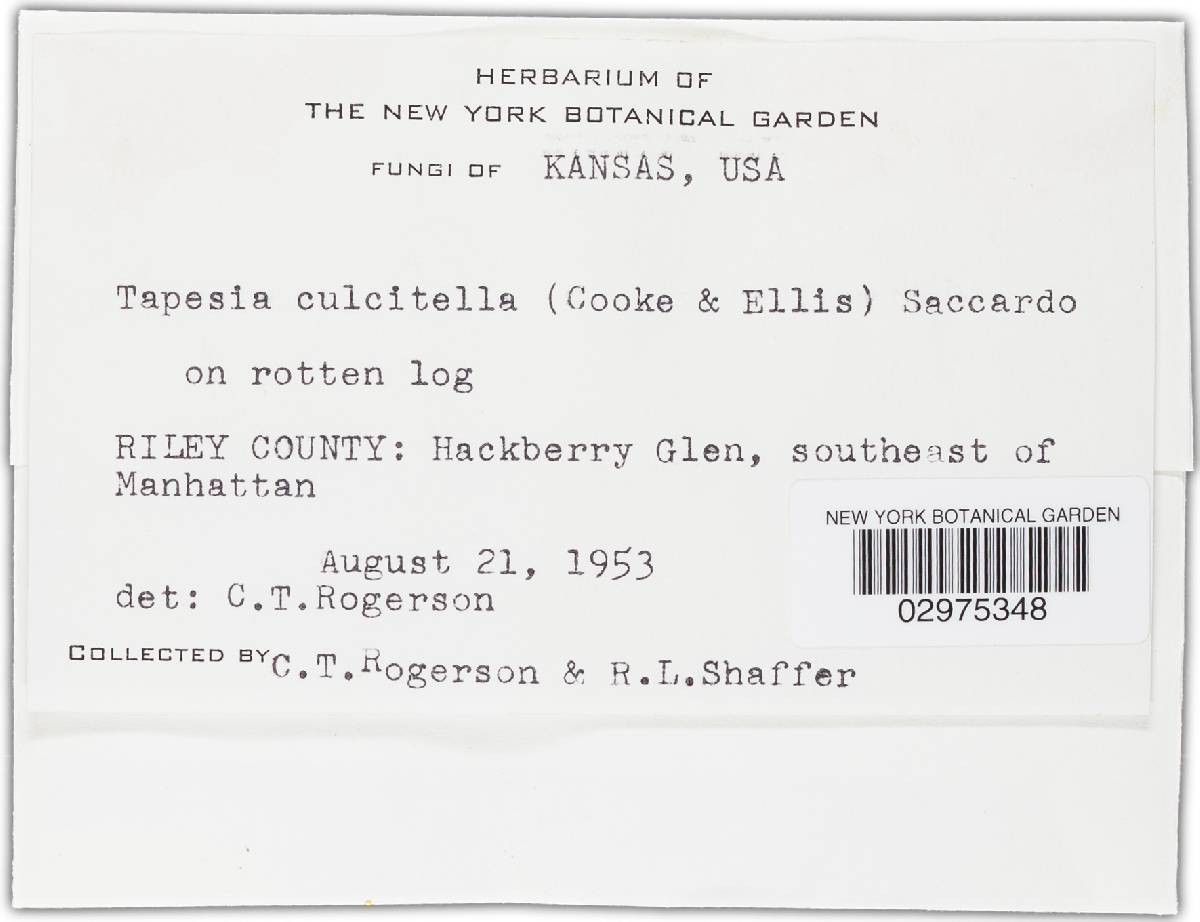 HERBARIUM OF
THE NEW YORK BOTANICAL GARDEN
FUNGI OF KANSAS, USA
Tapesia culcitella (Cooke & Ellis) Saccardo
on rotten log
RILEY COUNTY: Hackberry Glen, southeast of
Manhattan
August 21, 1953
det: C.T.Rogerson
COLLECTED BY C.T.Rogerson & R.L.Shaffer
NEW YORK BOTANICAL GARDEN
02975348